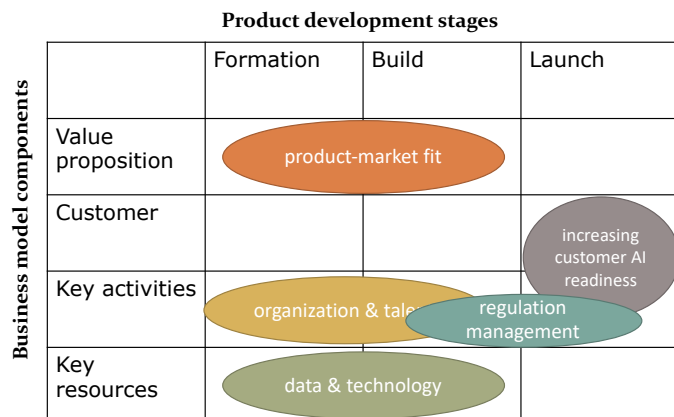 Product development stages
Business model components
Formation
Build
Launch
Value
proposition
product-market fit
Customer
increasing
customer AI
readiness
Key activities
organization & tale
regulation
management
Key
resources
data & technology